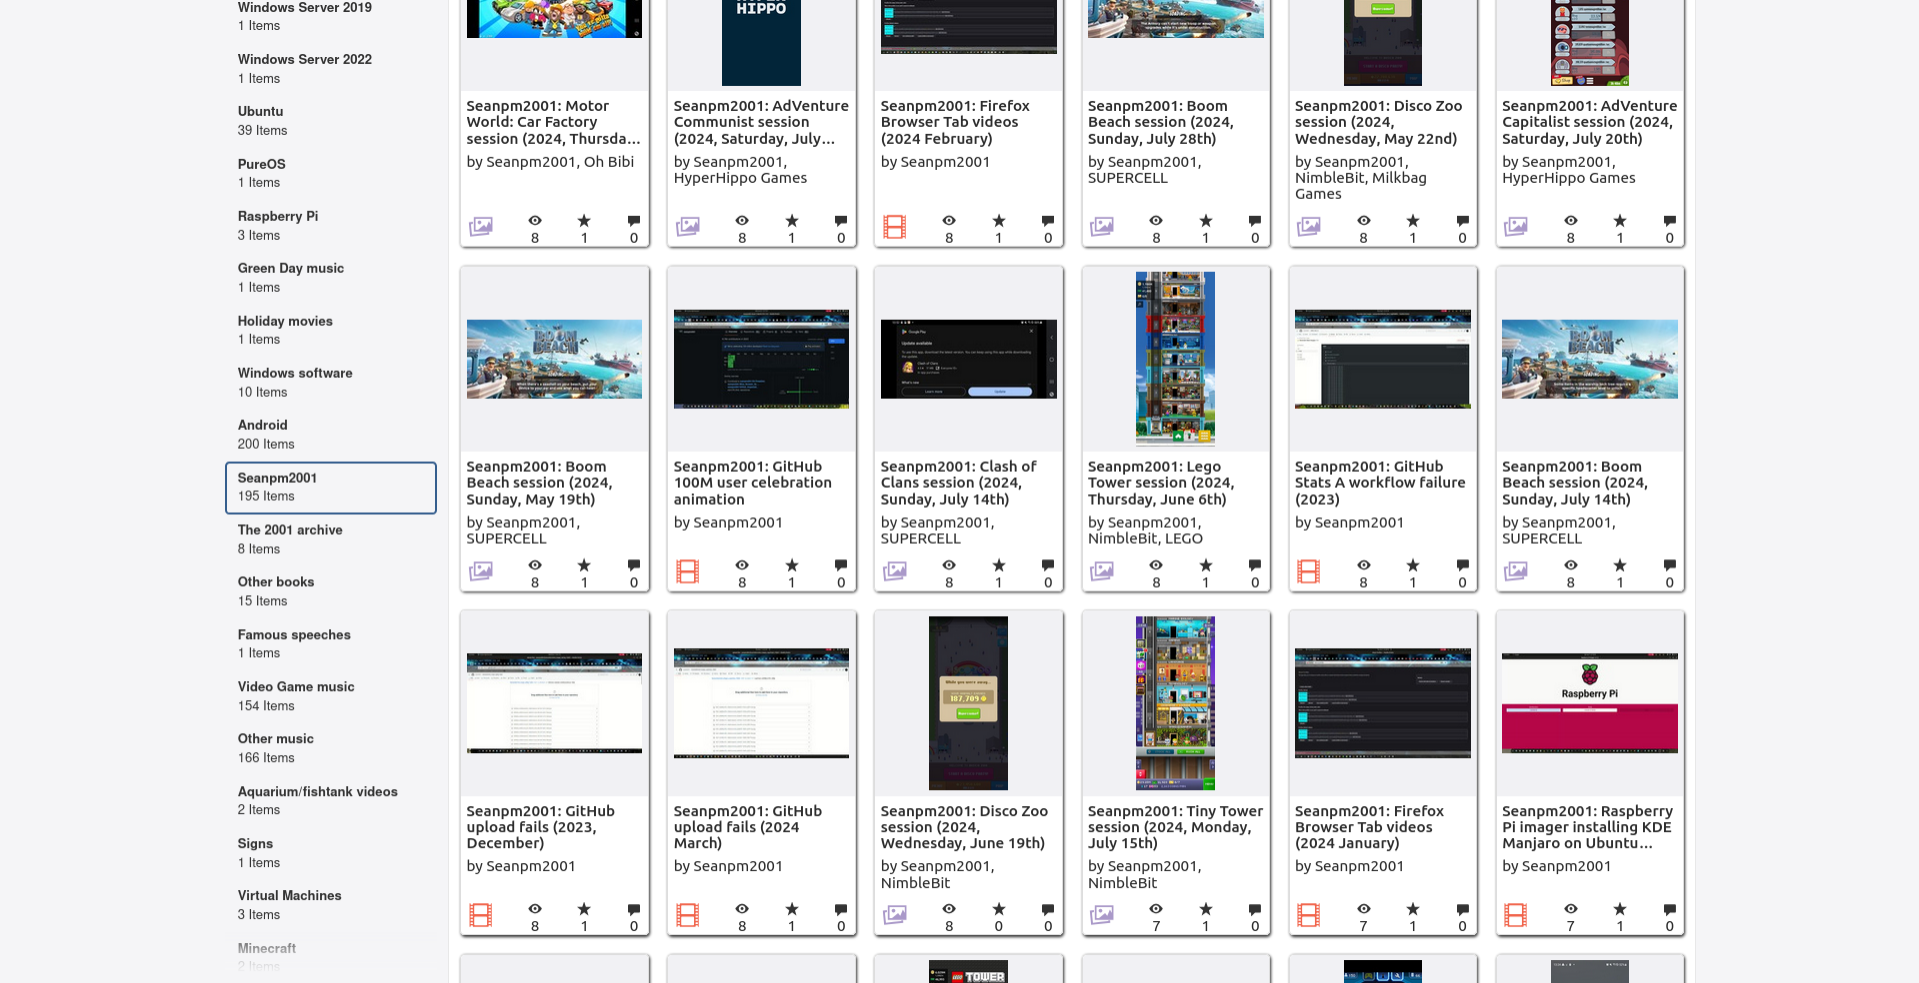 Windows Server 2019
1 Items
Windows Server 2022
1 Items
Ubuntu
39 Items
PureOS
1 Items
Raspberry Pi
3 Items
Green Day music
1 Items
Holiday movies
1 Items
Windows software
10 Items
Android
200 Items
Seanpm2001
195 Items
The 2001 archive
8 Items
Other books
15 Items
Famous speeches
1 Items
Video Game music
154 Items
Other music
166 Items
Aquarium/fishtank videos
2 Items
Signs
1 Items
Virtual Machines
3 Items
Minecraft
2 Items
HIPPO
Seanpm2001: Motor
World: Car Factory
session (2024, Thursda...
by Seanpm2001, Oh Bibi
8 1 0
Seanpm2001: AdVenture
Communist session
(2024, Saturday, July...
by Seanpm2001,
HyperHippo Games
8 1 0
Seanpm2001: Firefox
Browser Tab videos
(2024 February)
by Seanpm2001
8 1 0
Seanpm2001: Boom
Beach session (2024,
Sunday, July 28th)
by Seanpm2001,
SUPERCELL
8 1 0
Seanpm2001: Disco Zoo
session (2024,
Wednesday, May 22nd)
by Seanpm2001,
NimbleBit, Milkbag
Games
8 1 0
Seanpm2001: AdVenture
Capitalist session (2024,
Saturday, July 20th)
by Seanpm2001,
HyperHippo Games
8 1 0
Seanpm2001: Boom
Beach session (2024,
Sunday, May 19th)
by Seanpm2001,
SUPERCELL
8 1 0
Seanpm2001: GitHub
100M user celebration
animation
by Seanpm2001
8 1 0
Google Play
Update available
Seanpm2001: Clash of
Clans session (2024,
Sunday, July 14th)
by Seanpm2001,
SUPERCELL
8 1 0
Seanpm2001: Lego
Tower session (2024,
Thursday, June 6th)
by Seanpm2001,
NimbleBit, LEGO
8 1 0
Seanpm2001: GitHub
Stats A workflow failure
(2023)
by Seanpm2001
8 1 0
Seanpm2001: Boom
Beach session (2024,
Sunday, July 14th)
by Seanpm2001,
SUPERCELL
8 1 0
Seanpm2001: GitHub
upload fails (2023,
December)
by Seanpm2001
8 1 0
Seanpm2001: GitHub
upload fails (2024
March)
by Seanpm2001
8 1 0
While you were away...
Seanpm2001: Disco Zoo
session (2024,
Wednesday, June 19th)
by Seanpm2001,
NimbleBit
8 0 0
Seanpm2001: Tiny Tower
session (2024, Monday,
July 15th)
by Seanpm2001,
NimbleBit
7 1 0
Seanpm2001: Firefox
Browser Tab videos
(2024 January)
by Seanpm2001
7 1 0
Raspberry Pi
Seanpm2001: Raspberry
Pi imager installing KDE
Manjaro on Ubuntu...
by Seanpm2001
7 1 0
LEGO TOWER